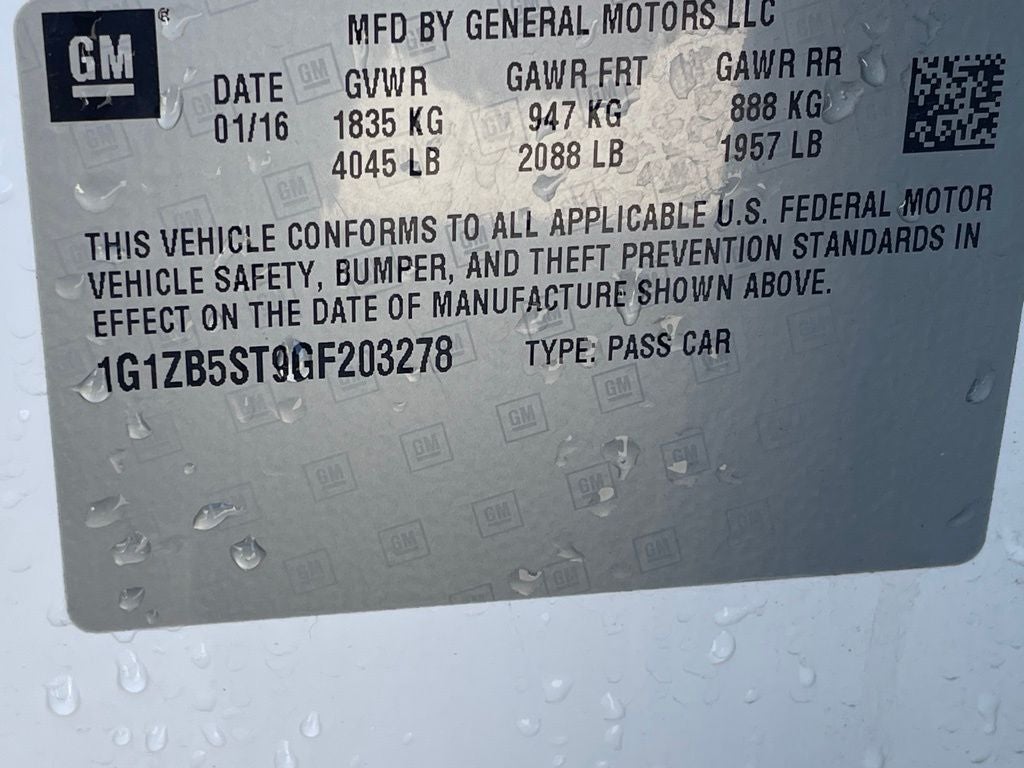 GM ®
MFD BY GENERAL MOTORS LLC
DATE GVWR GAWR FRT GAWR RR
01/16 1835 KG 947 KG 888 KG
4045 LB 2088 LB 1957 LB
THIS VEHICLE CONFORMS TO ALL APPLICABLE U.S. FEDERAL MOTOR
VEHICLE SAFETY, BUMPER, AND THEFT PREVENTION STANDARDS IN
EFFECT ON THE DATE OF MANUFACTURE SHOWN ABOVE.
1G1ZB5ST9GF203278 TYPE: PASS CAR